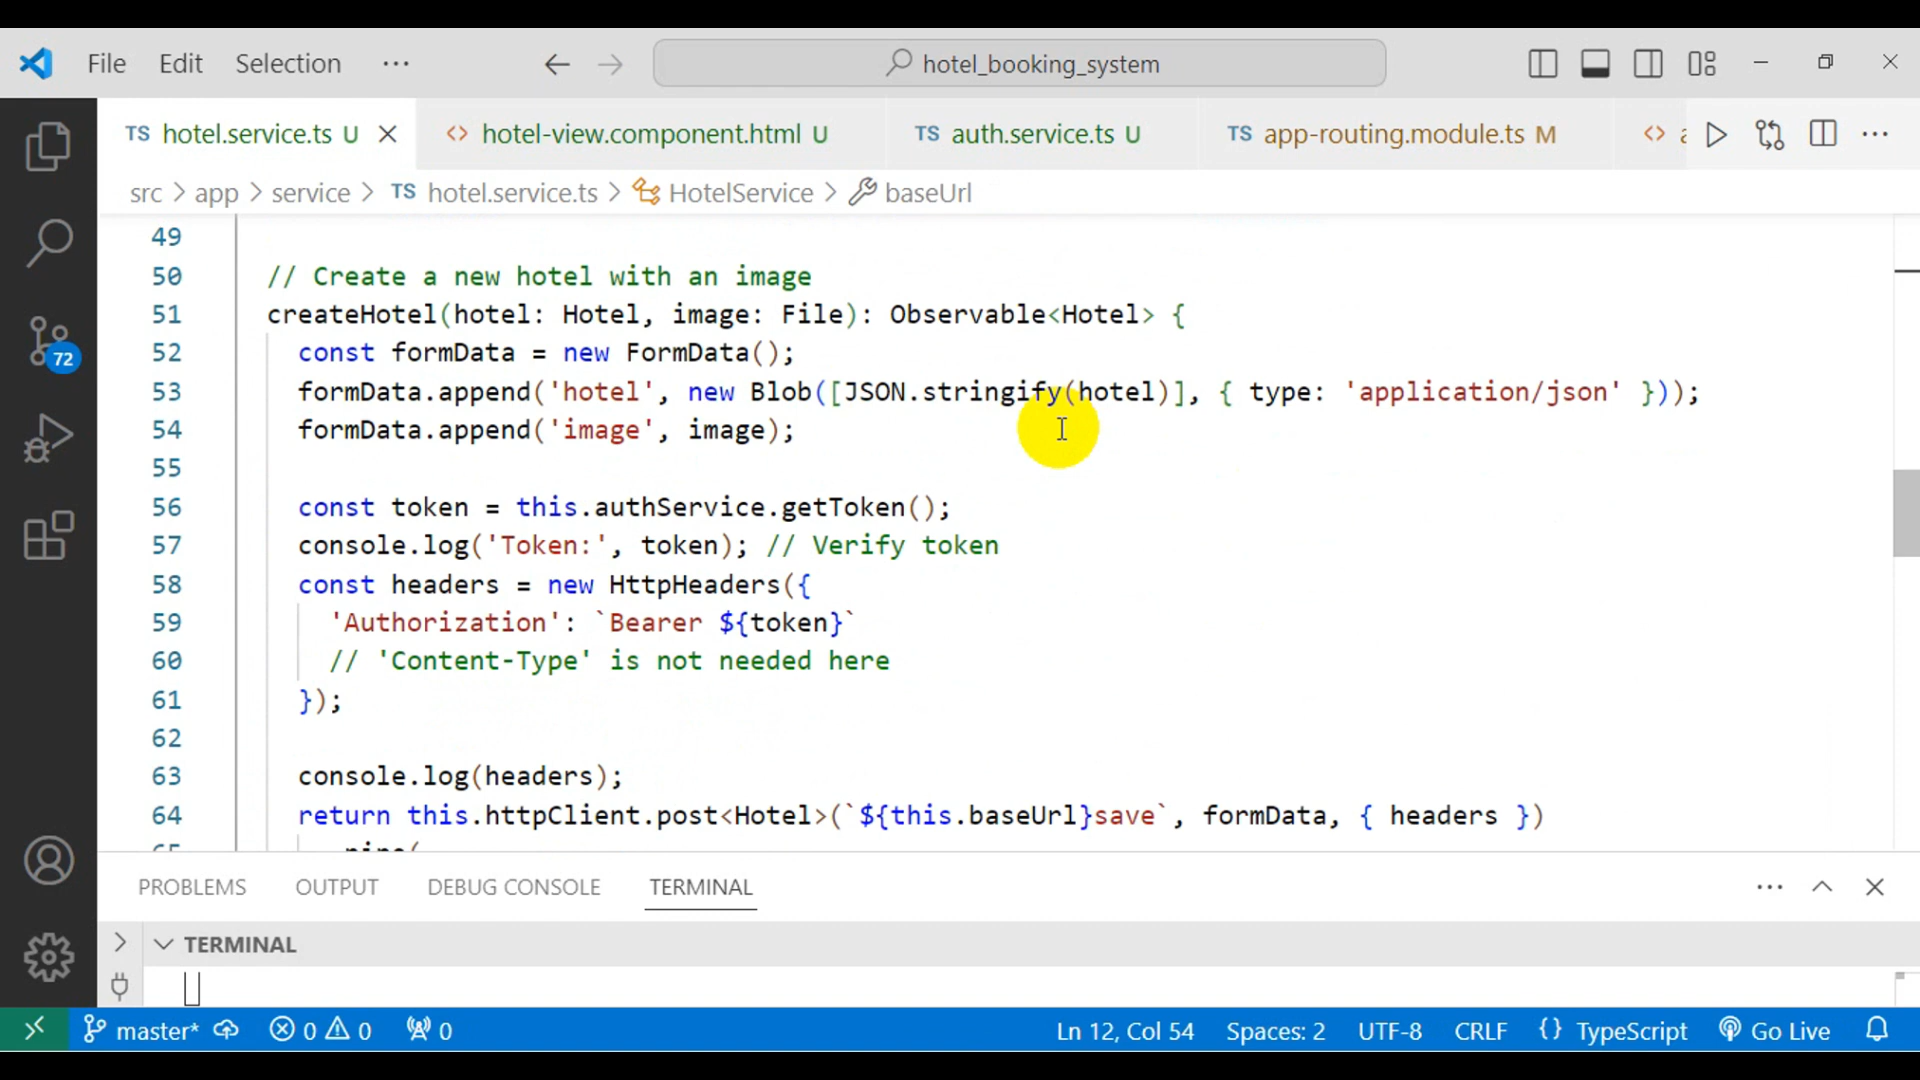 File Edit Selection ··· hotel_booking_system
TS hotel.service.ts U hotel-view.component.html U TS auth.service.ts U TS app-routing.module.ts M
src > app > service > TS hotel.service.ts > HotelService > baseUrl
49
50 // Create a new hotel with an image
51 createHotel(hotel: Hotel, image: File): Observable<Hotel> {
52 const formData = new FormData();
53 formData.append('hotel', new Blob([JSON.stringify(hotel)], { type: 'application/json' }));
54 formData.append('image', image);
55
56 const token = this.authService.getToken();
57 console.log('Token:', token); // Verify token
58 const headers = new HttpHeaders({
59 'Authorization': `Bearer ${token}`
60 // 'Content-Type' is not needed here
61 });
62
63 console.log(headers);
64 return this.httpClient.post<Hotel>(`${this.baseUrl}save`, formData, { headers })
72
PROBLEMS OUTPUT DEBUG CONSOLE TERMINAL
TERMINAL
master* 0 0 0 Ln 12, Col 54 Spaces: 2 UTF-8 CRLF {} TypeScript Go Live